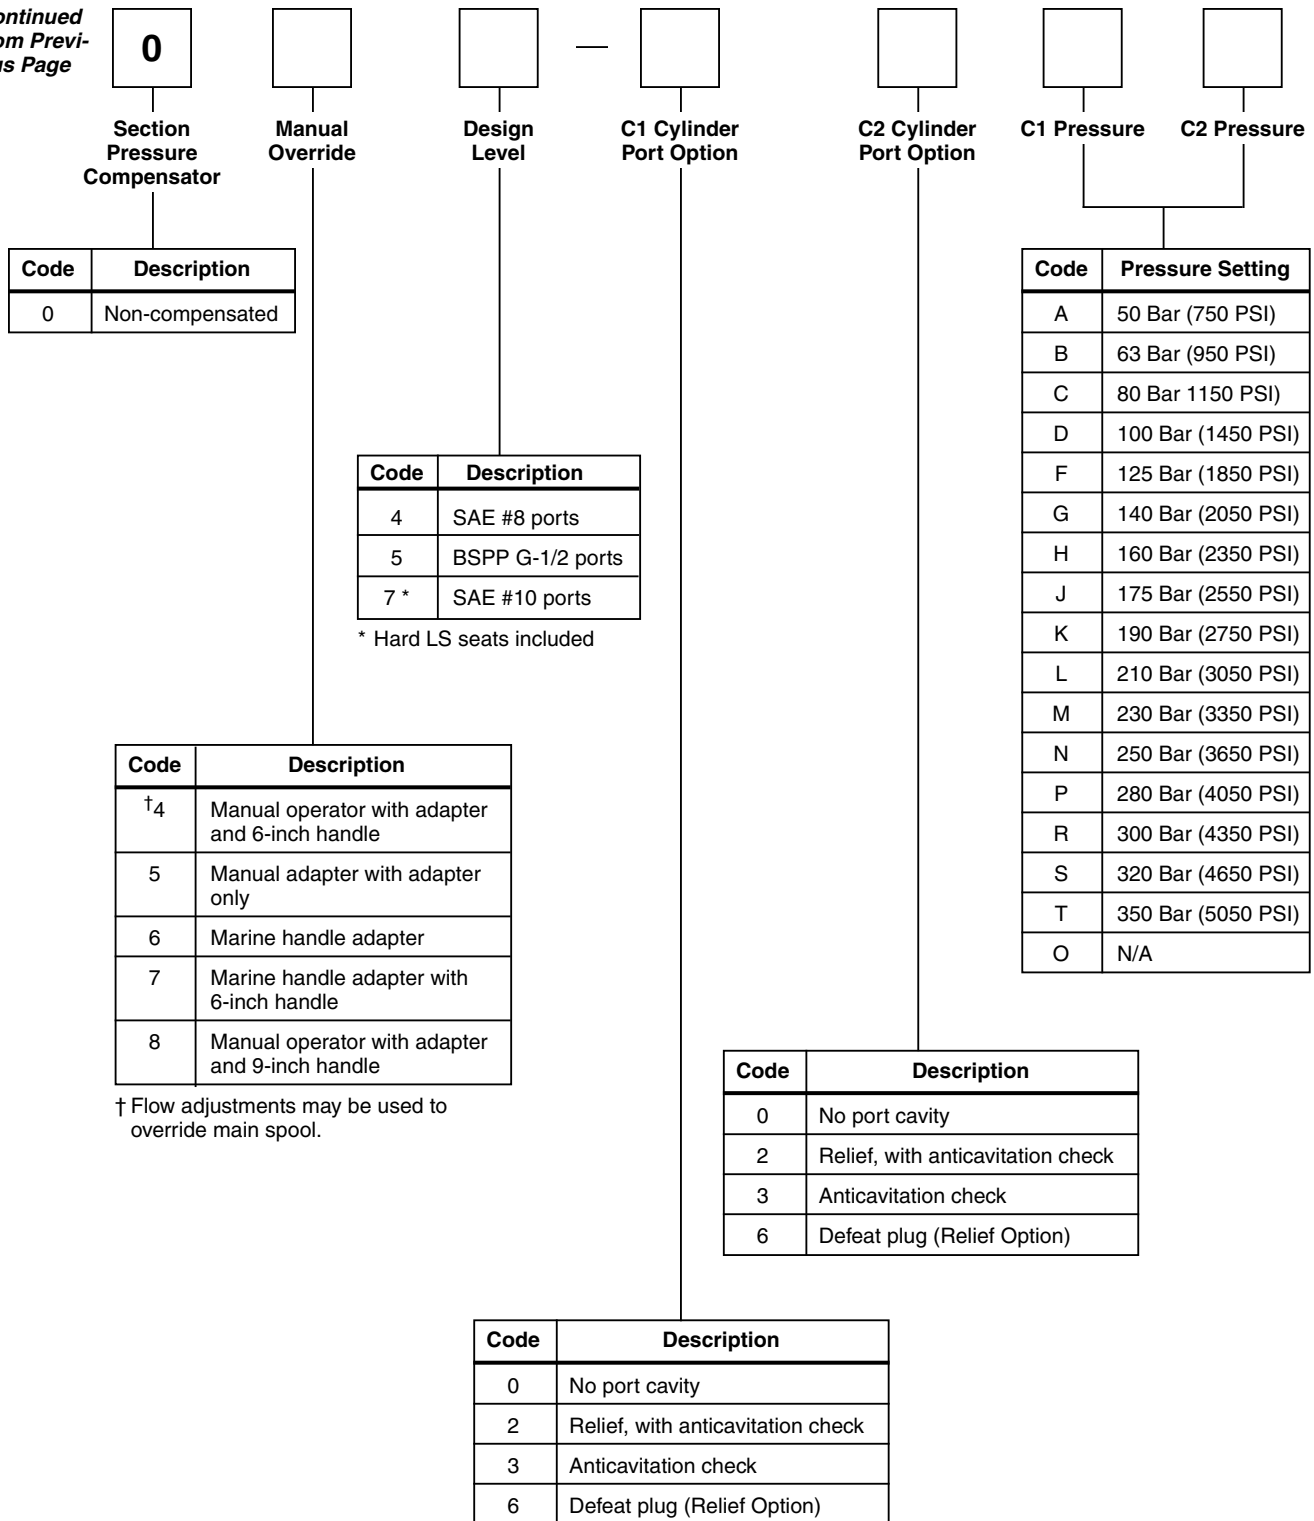 ontinued
om Previ-
us Page
0
—
Section
Pressure
Compensator
Manual
Override
Design
Level
C1 Cylinder
Port Option
C2 Cylinder
Port Option
C1 Pressure
C2 Pressure
Code Description
0 Non-compensated
Code Pressure Setting
A 50 Bar (750 PSI)
B 63 Bar (950 PSI)
C 80 Bar 1150 PSI)
D 100 Bar (1450 PSI)
F 125 Bar (1850 PSI)
G 140 Bar (2050 PSI)
H 160 Bar (2350 PSI)
J 175 Bar (2550 PSI)
K 190 Bar (2750 PSI)
L 210 Bar (3050 PSI)
M 230 Bar (3350 PSI)
N 250 Bar (3650 PSI)
P 280 Bar (4050 PSI)
R 300 Bar (4350 PSI)
S 320 Bar (4650 PSI)
T 350 Bar (5050 PSI)
O N/A
Code Description
4 SAE #8 ports
5 BSPP G-1/2 ports
7 * SAE #10 ports
* Hard LS seats included
Code Description
†4 Manual operator with adapter
and 6-inch handle
5 Manual adapter with adapter
only
6 Marine handle adapter
7 Marine handle adapter with
6-inch handle
8 Manual operator with adapter
and 9-inch handle
† Flow adjustments may be used to
override main spool.
Code Description
0 No port cavity
2 Relief, with anticavitation check
3 Anticavitation check
6 Defeat plug (Relief Option)
Code Description
0 No port cavity
2 Relief, with anticavitation check
3 Anticavitation check
6 Defeat plug (Relief Option)